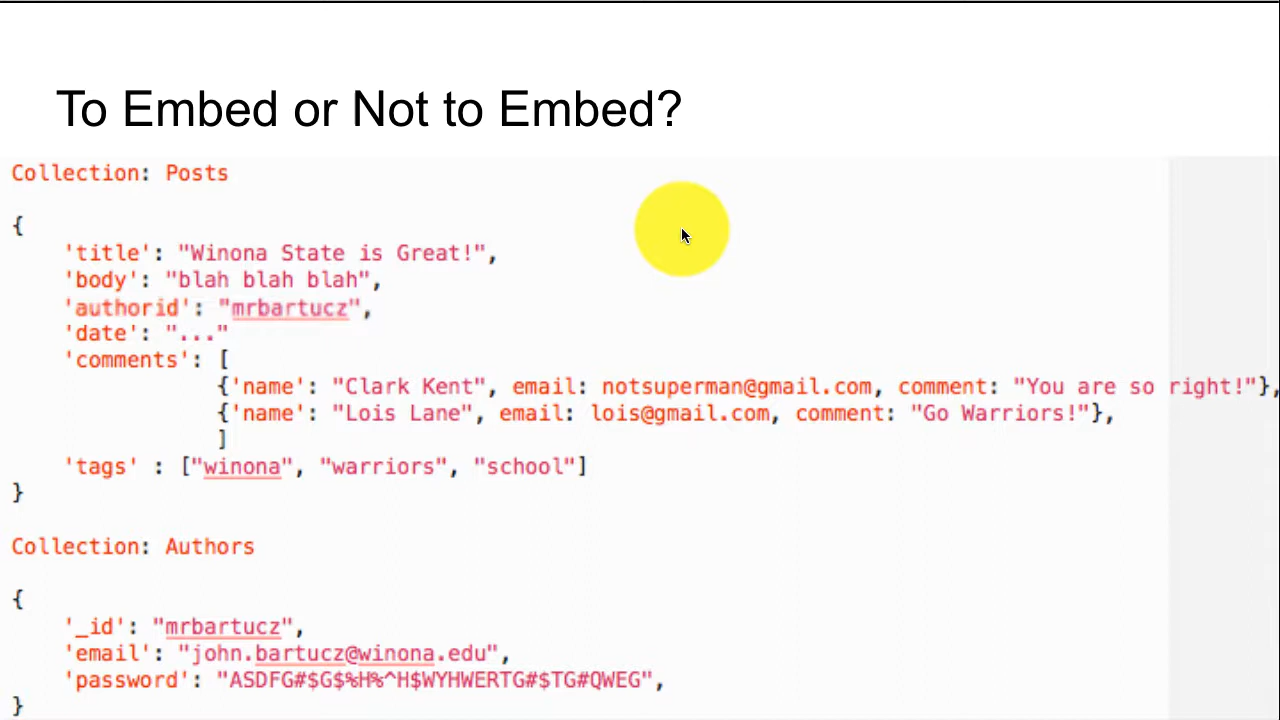 To Embed or Not to Embed?
Collection: Posts
{
'title': "Winona State is Great!",
'body': "blah blah blah",
'authorid': "mrbartucz",
'date': "..."
'comments': [
{'name': "Clark Kent", email: notsuperman@gmail.com, comment: "You are so right!"},
{'name': "Lois Lane", email: lois@gmail.com, comment: "Go Warriors!"},
]
'tags' : ["winona", "warriors", "school"]
}
Collection: Authors
{
'_id': "mrbartucz",
'email': "john.bartucz@winona.edu",
'password': "ASDFG#$G$%H%^H$WYHWERTG#$TG#QWEG",
}